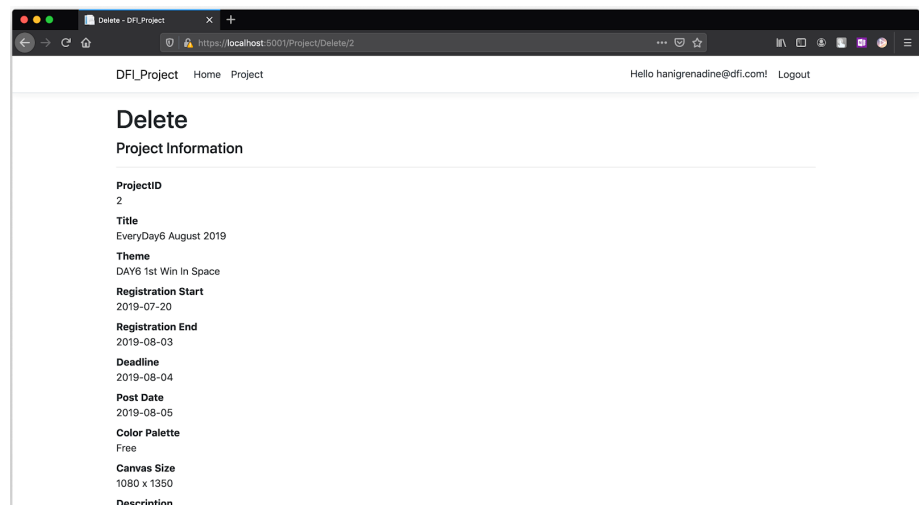 Delete - DFI_Project
https://localhost:5001/Project/Delete/2
DFI_Project Home Project Hello hanigrenadine@dfi.com! Logout
Delete
Project Information
ProjectID
2
Title
EveryDay6 August 2019
Theme
DAY6 1st Win In Space
Registration Start
2019-07-20
Registration End
2019-08-03
Deadline
2019-08-04
Post Date
2019-08-05
Color Palette
Free
Canvas Size
1080 x 1350
Description